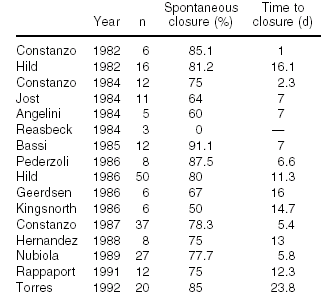 Year n Spontaneous closure (%) Time to closure (d)
Constanzo 1982 6 85.1 1
Hild 1982 16 81.2 16.1
Constanzo 1984 12 75 2.3
Jost 1984 11 64 7
Angelini 1984 5 60 7
Reasbeck 1984 3 0 —
Bassi 1985 12 91.1 7
Pederzoli 1986 8 87.5 6.6
Hild 1986 50 80 11.3
Geerdsen 1986 6 67 16
Kingsnorth 1986 6 50 14.7
Constanzo 1987 37 78.3 5.4
Hernandez 1988 8 75 13
Nubiola 1989 27 77.7 5.8
Rappaport 1991 12 75 12.3
Torres 1992 20 85 23.8